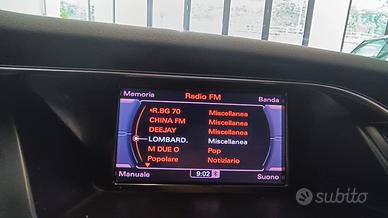 Memoria Radio FM Banda
•R.BG 70 Miscellanea
CHINA FM Miscellanea
DEEJAY Miscellanea
LOMBARD. Miscellanea
M DUE O Pop
Popolare Notiziario
Manuale 9:02 Suono
subito